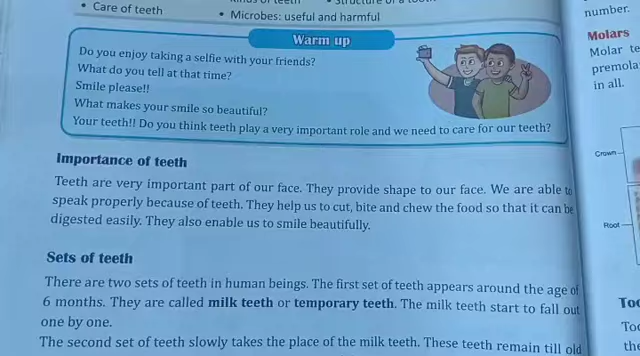 • Care of teeth
• Microbes: useful and harmful
Warm up
Do you enjoy taking a selfie with your friends?
What do you tell at that time?
Smile please!!
What makes your smile so beautiful?
Your teeth!! Do you think teeth play a very important role and we need to care for our teeth?
Importance of teeth
Teeth are very important part of our face. They provide shape to our face. We are able to
speak properly because of teeth. They help us to cut, bite and chew the food so that it can be
digested easily. They also enable us to smile beautifully.
Sets of teeth
There are two sets of teeth in human beings. The first set of teeth appears around the age of
6 months. They are called milk teeth or temporary teeth. The milk teeth start to fall out
one by one.
The second set of teeth slowly takes the place of the milk teeth. These teeth remain till old
number.
Molars
Molar te
premola
in all.
Crown
Root
Too
Too
the